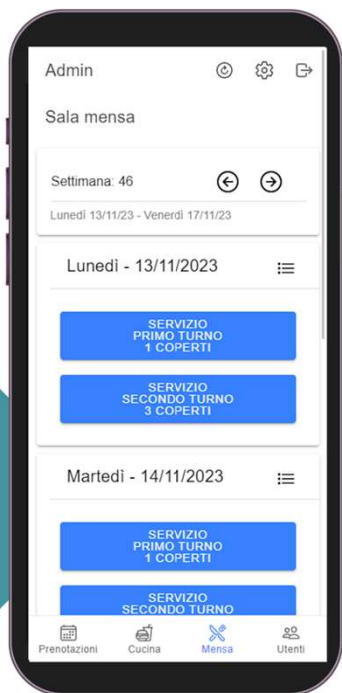 Admin
Sala mensa
Settimana: 46
Lunedì 13/11/23 - Venerdì 17/11/23
Lunedì - 13/11/2023
SERVIZIO
PRIMO TURNO
1 COPERTI
SERVIZIO
SECONDO TURNO
3 COPERTI
Martedì - 14/11/2023
SERVIZIO
PRIMO TURNO
1 COPERTI
SERVIZIO
SECONDO TURNO
Prenotazioni
Cucina
Mensa
Utenti